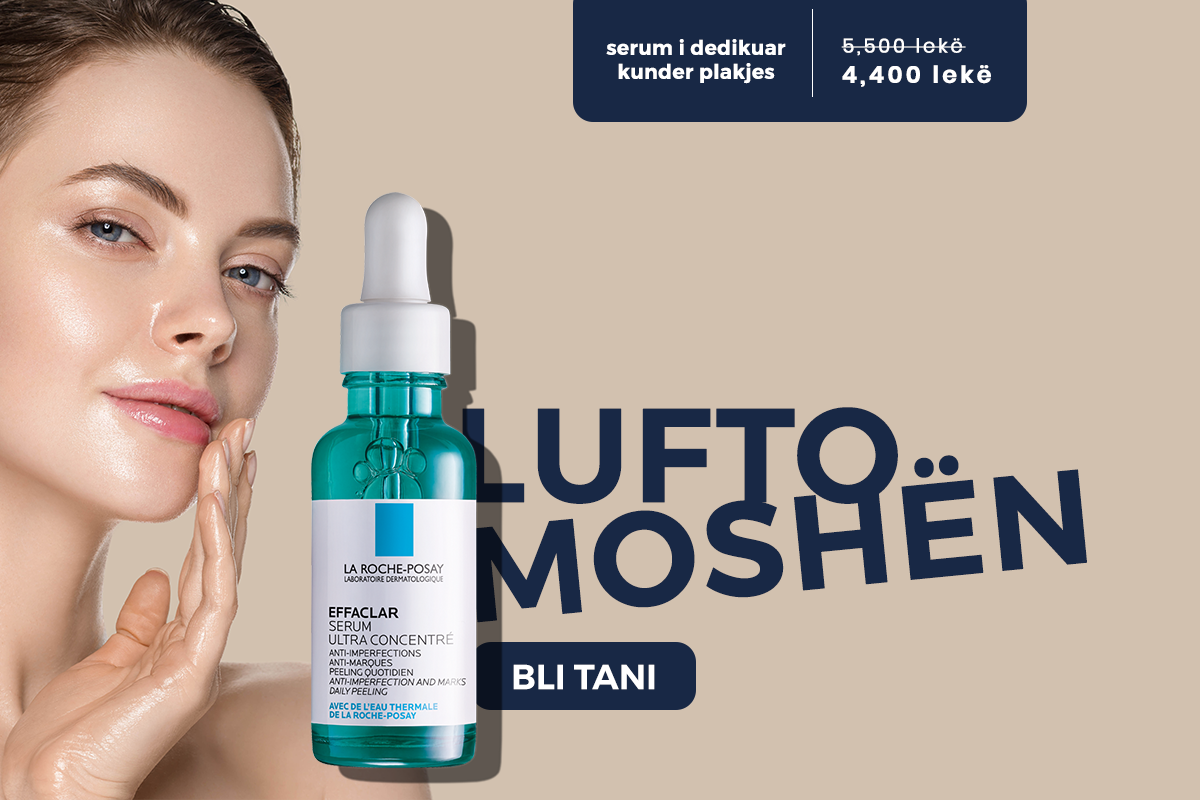 serum i dedikuar
kunder plakjes
5,500 lekë
4,400 lekë
LUFTO
MOSHËN
BLI TANI
LA ROCHE-POSAY
LABORATOIRE DERMATOLOGIQUE
EFFACLAR
SERUM
ULTRA CONCENTRÉ
ANTI-IMPERFECTIONS
ANTI-MARQUES
PEELING QUOTIDIEN
ANTI-IMPERFECTION AND MARKS
DAILY PEELING
AVEC DE L'EAU THERMALE
DE LA ROCHE-POSAY